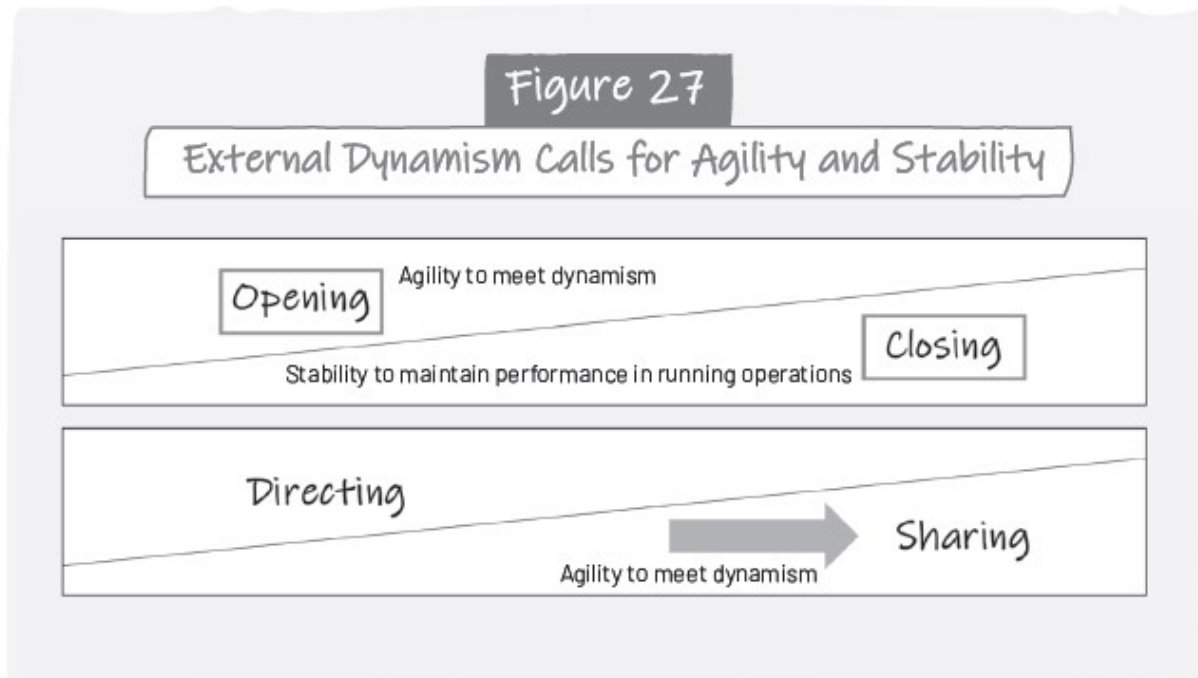 Figure 27
External Dynamism Calls for Agility and Stability
Opening
Agility to meet dynamism
Closing
Stability to maintain performance in running operations
Directing
Sharing
Agility to meet dynamism